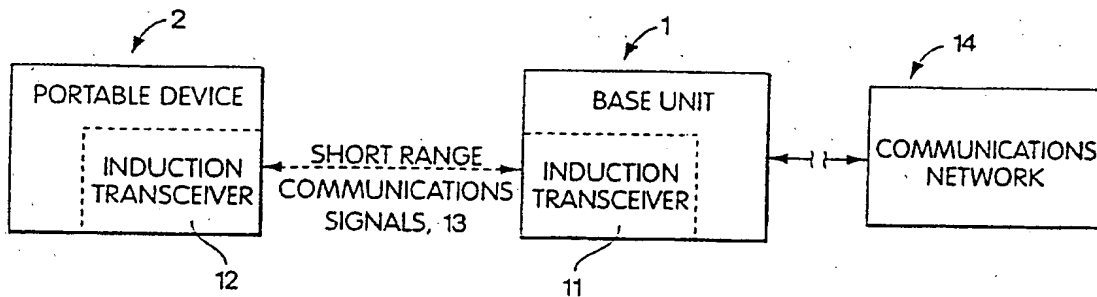 2
1
14
PORTABLE DEVICE
INDUCTION
TRANSCEIVER
SHORT RANGE
COMMUNICATIONS
SIGNALS, 13
BASE UNIT
INDUCTION
TRANSCEIVER
COMMUNICATIONS
NETWORK
12
11